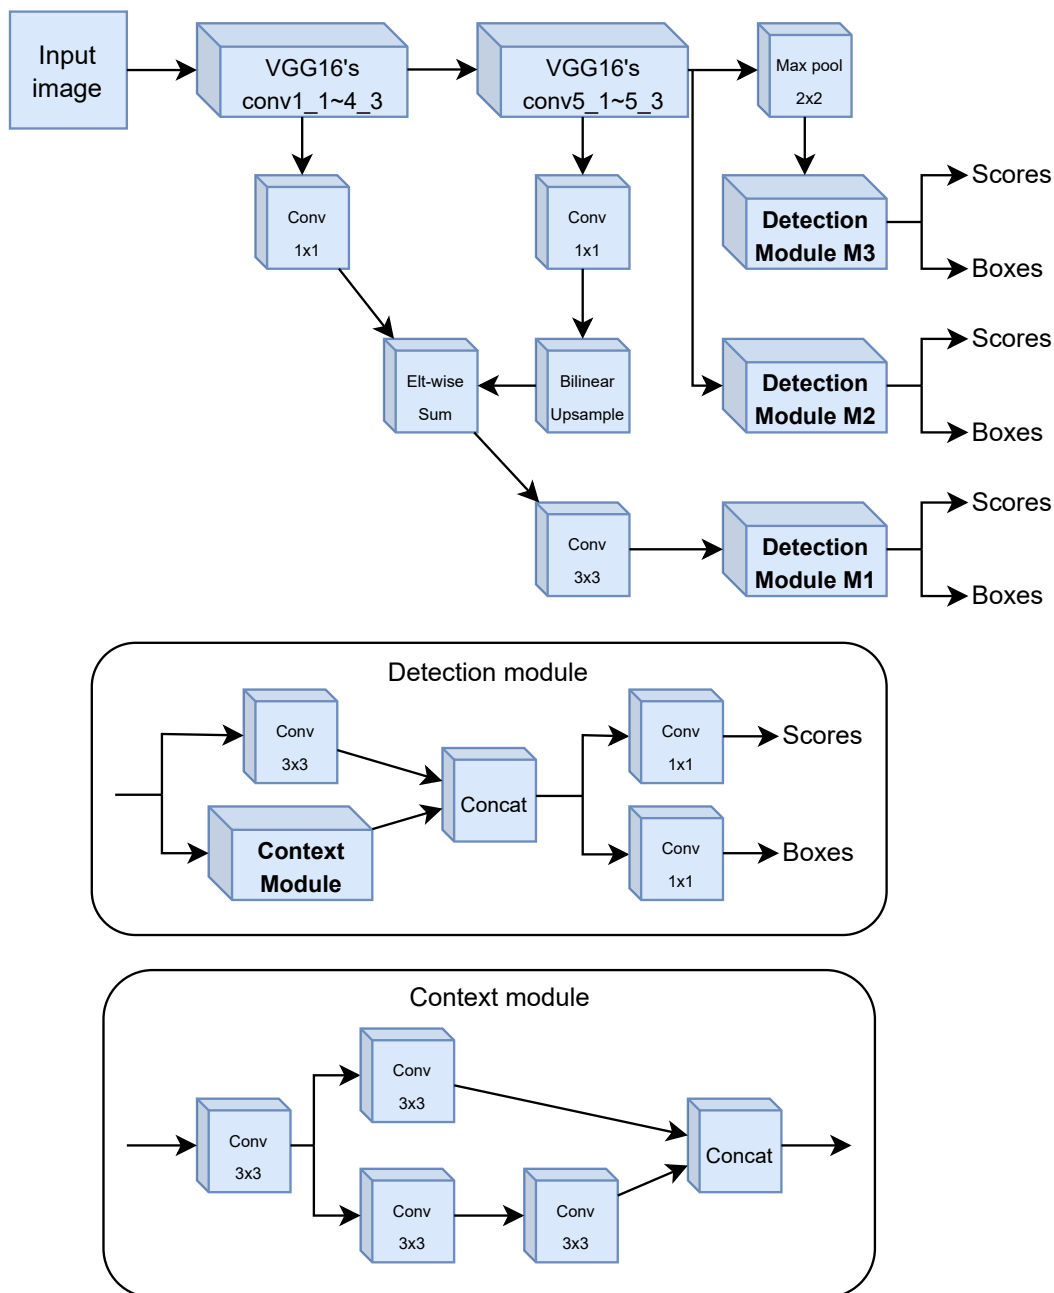 Input
image
VGG16's
conv1_1~4_3
VGG16's
conv5_1~5_3
Max pool
2x2
Conv
1x1
Conv
1x1
Detection
Module M3
Scores
Boxes
Elt-wise
Sum
Bilinear
Upsample
Detection
Module M2
Scores
Boxes
Conv
3x3
Detection
Module M1
Scores
Boxes
Detection module
Conv
3x3
Context
Module
Concat
Conv
1x1
Scores
Conv
1x1
Boxes
Context module
Conv
3x3
Conv
3x3
Conv
3x3
Conv
3x3
Concat